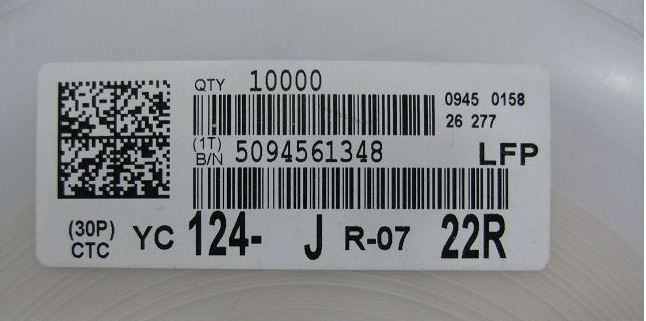 QTY 10000
0945 0158
26 277
(1T)
B/N 5094561348
LFP
(30P)
CTC
YC 124- J R-07 22R